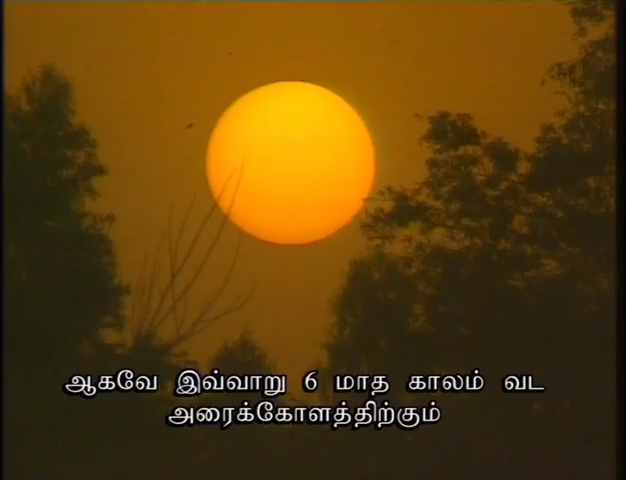 ஆகவே இவ்வாறு 6 மாத காலம் வட
அரைக்கோளத்திற்கும்